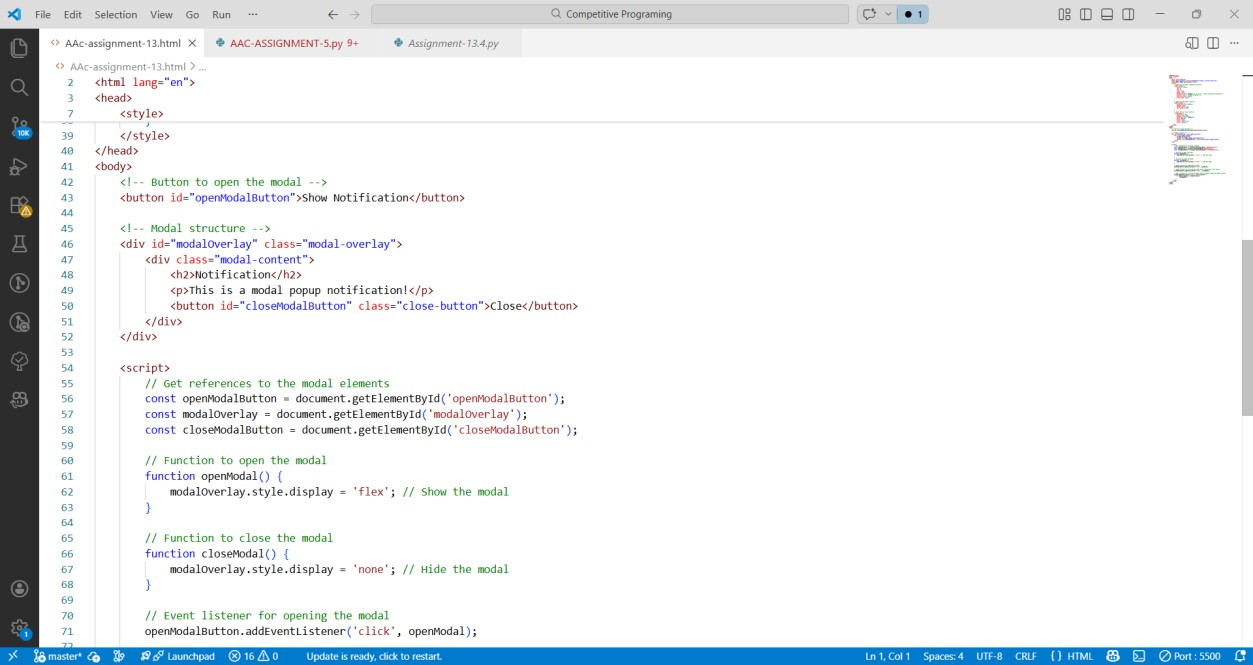 File Edit Selection View Go Run ··· Competitive Programing 1
AAc-assignment-13.html AAC-ASSIGNMENT-5.py 9+ Assignment-13.4.py
AAc-assignment-13.html > ...
2 <html lang="en">
3 <head>
7 <style>
39 </style>
40 </head>
41 <body>
42 <!-- Button to open the modal -->
43 <button id="openModalButton">Show Notification</button>
44
45 <!-- Modal structure -->
46 <div id="modalOverlay" class="modal-overlay">
47 <div class="modal-content">
48 <h2>Notification</h2>
49 <p>This is a modal popup notification!</p>
50 <button id="closeModalButton" class="close-button">Close</button>
51 </div>
52 </div>
53
54 <script>
55 // Get references to the modal elements
56 const openModalButton = document.getElementById('openModalButton');
57 const modalOverlay = document.getElementById('modalOverlay');
58 const closeModalButton = document.getElementById('closeModalButton');
59
60 // Function to open the modal
61 function openModal() {
62 modalOverlay.style.display = 'flex'; // Show the modal
63 }
64
65 // Function to close the modal
66 function closeModal() {
67 modalOverlay.style.display = 'none'; // Hide the modal
68 }
69
70 // Event listener for opening the modal
71 openModalButton.addEventListener('click', openModal);
72
10K
1
master* Launchpad 16 0 Update is ready, click to restart. Ln 1, Col 1 Spaces: 4 UTF-8 CRLF { } HTML Port : 5500